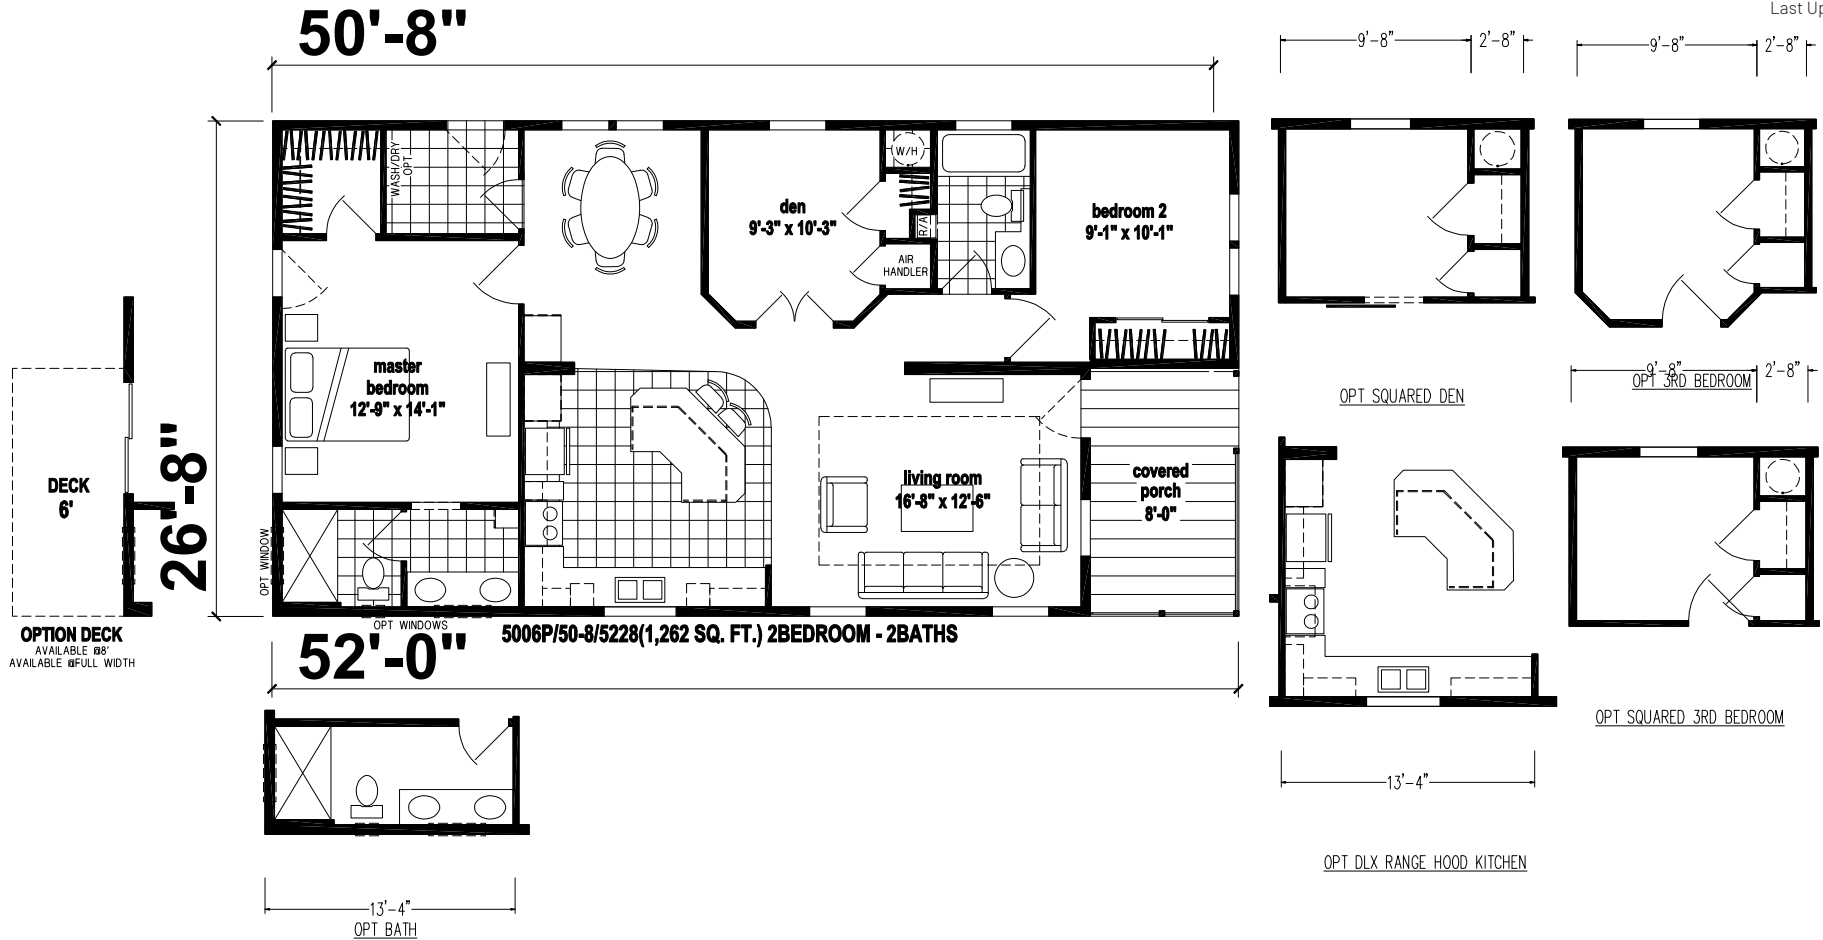 Last Up
50'-8"
9'-8"
2'-8"
9'-8"
2'-8"
WASH/DRY
OPT
W/H
den
9'-3" x 10'-3"
R/A
AIR
HANDLER
bedroom 2
9'-1" x 10'-1"
master
bedroom
12'-9" x 14'-1"
26'-8"
DECK
6'
living room
16'-8" x 12'-6"
covered
porch
8'-0"
OPT WINDOW
OPT WINDOWS
OPTION DECK
AVAILABLE @8'
AVAILABLE @FULL WIDTH
5006P/50-8/5228(1,262 SQ. FT.) 2BEDROOM - 2BATHS
52'-0"
OPT SQUARED DEN
OPT 3RD BEDROOM
9'-8"
2'-8"
OPT SQUARED 3RD BEDROOM
13'-4"
OPT DLX RANGE HOOD KITCHEN
13'-4"
OPT BATH